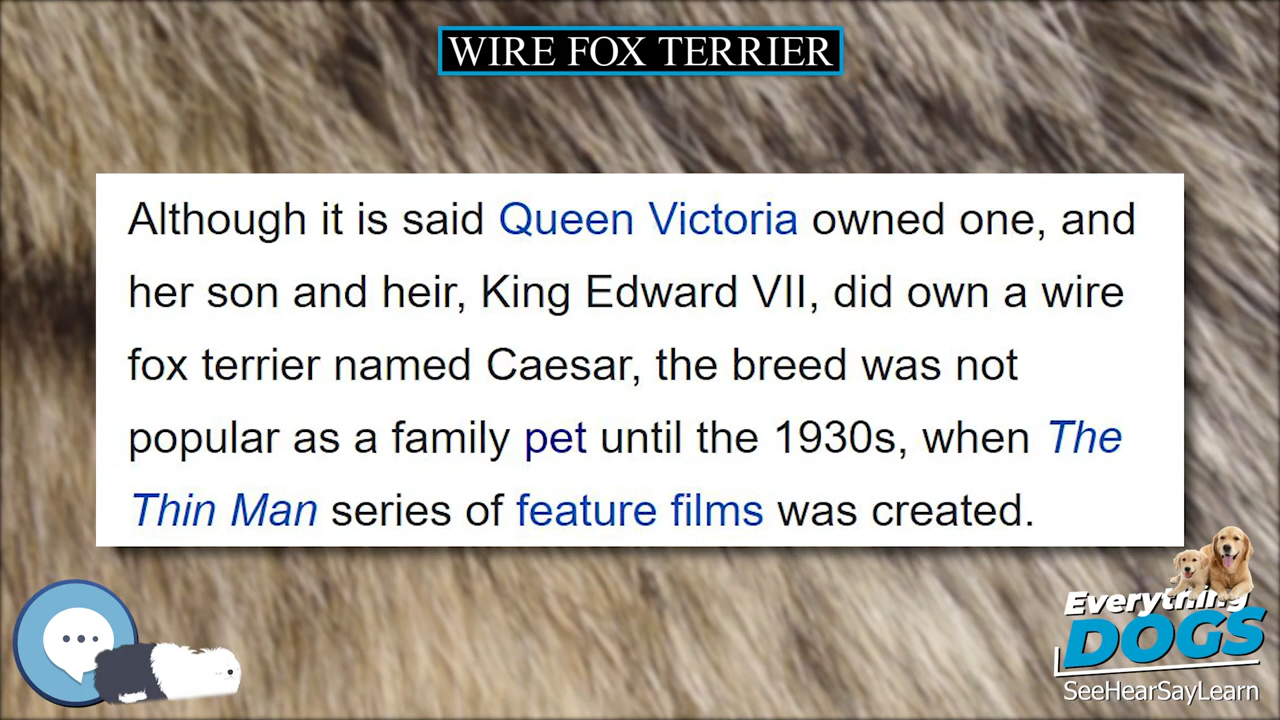 WIRE FOX TERRIER
Although it is said Queen Victoria owned one, and
her son and heir, King Edward VII, did own a wire
fox terrier named Caesar, the breed was not
popular as a family pet until the 1930s, when The
Thin Man series of feature films was created.
Everything
DOGS
SeeHearSayLearn